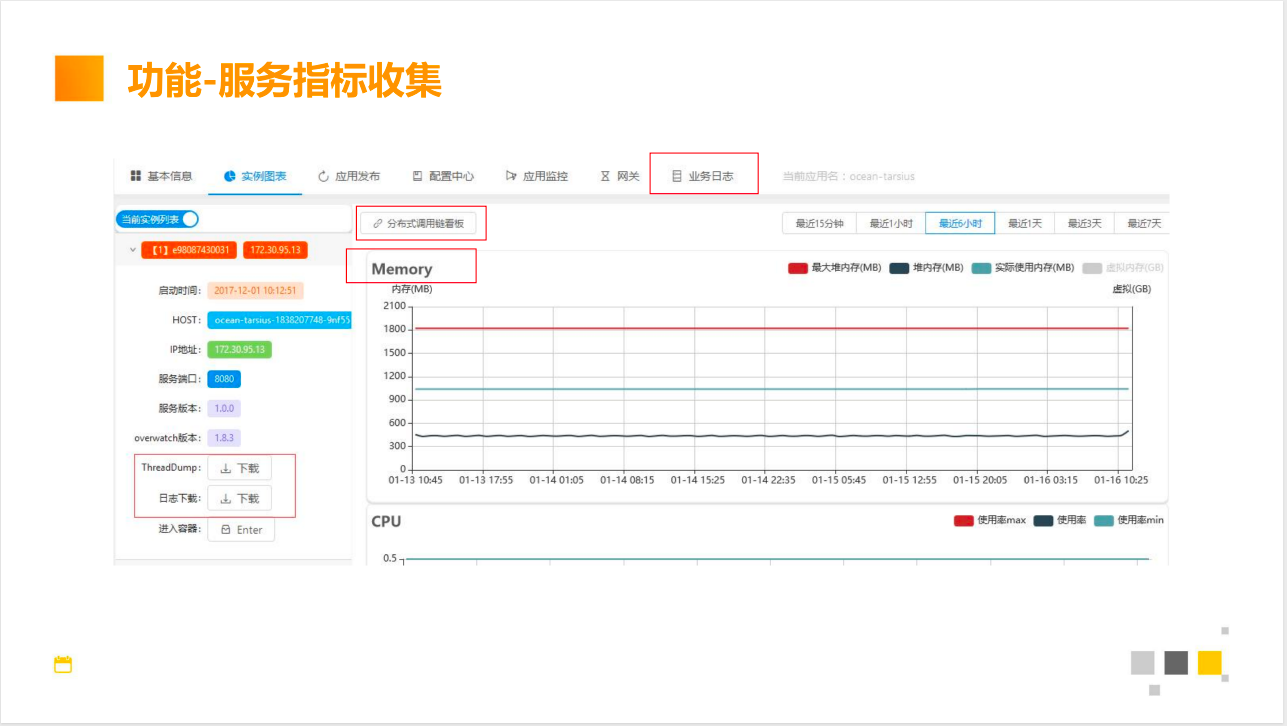 功能-服务指标收集
基本信息 实例图表 应用发布 配置中心 应用监控 网关 业务日志 当前应用名：ocean-tarsius
当前实例列表 分布式调用链看板 最近15分钟 最近1小时 最近6小时 最近1天 最近3天 最近7天
【1】e98087430031 172.30.95.13
启动时间： 2017-12-01 10:12:51
HOST： ocean-tarsius-1838207748-9nf55
IP地址： 172.30.95.13
服务端口： 8080
服务版本： 1.0.0
overwatch版本： 1.8.3
ThreadDump： 下载
日志下载： 下载
进入容器： Enter
Memory
最大堆内存(MB) 堆内存(MB) 实际使用内存(MB) 虚拟内存(GB)
内存(MB) 虚拟(GB)
2100
1800
1500
1200
900
600
300
0
01-13 10:45 01-13 17:55 01-14 01:05 01-14 08:15 01-14 15:25 01-14 22:35 01-15 05:45 01-15 12:55 01-15 20:05 01-16 03:15 01-16 10:25
CPU
使用率max 使用率 使用率min
0.5